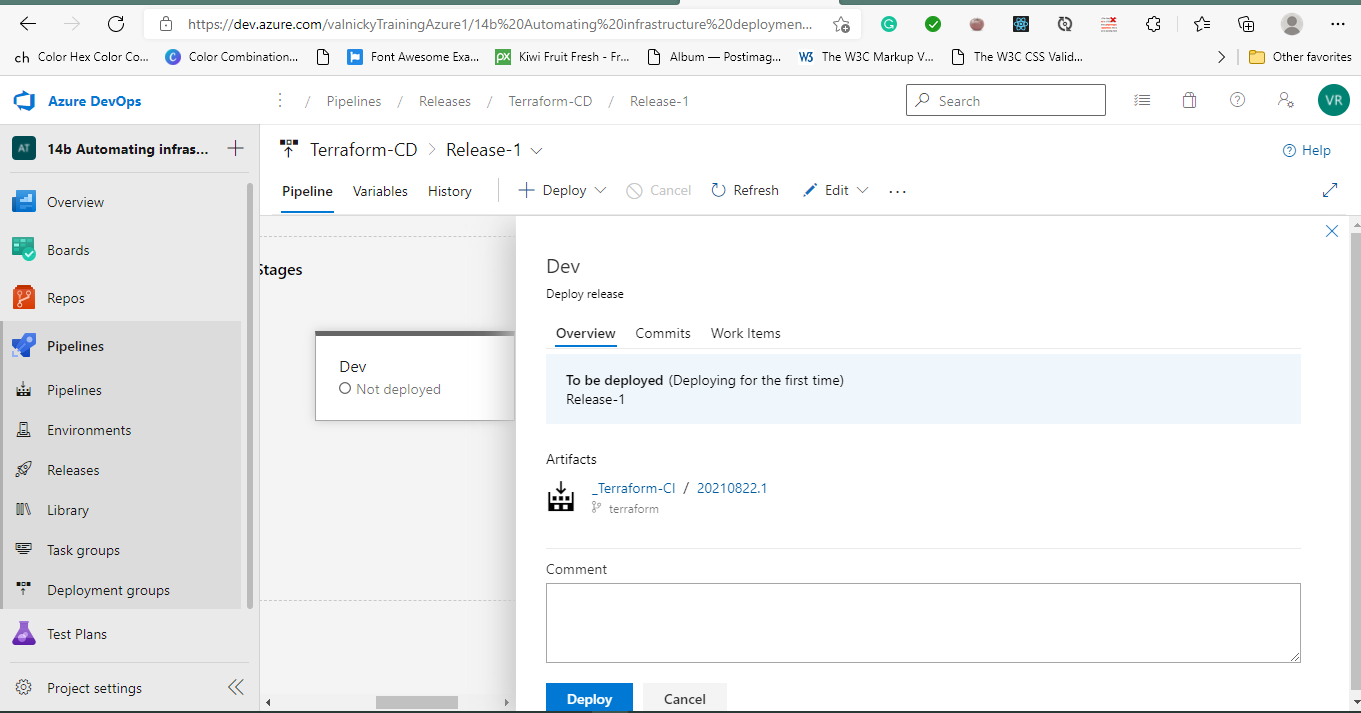 https://dev.azure.com/valnickyTrainingAzure1/14b%20Automating%20infrastructure%20deploymen...
ch Color Hex Color Co... Color Combination... Font Awesome Exa... Kiwi Fruit Fresh - Fr... Album — Postimag... The W3C Markup V... The W3C CSS Valid... Other favorites
Azure DevOps / Pipelines / Releases / Terraform-CD / Release-1 Search VR
AT 14b Automating infras...
Terraform-CD > Release-1 Help
Pipeline Variables History Deploy Cancel Refresh Edit
Overview
Boards
Repos
Pipelines
Pipelines
Environments
Releases
Library
Task groups
Deployment groups
Test Plans
Project settings
Stages
Dev
Not deployed
Dev
Deploy release
Overview Commits Work Items
To be deployed (Deploying for the first time)
Release-1
Artifacts
_Terraform-CI / 20210822.1
terraform
Comment
Deploy Cancel